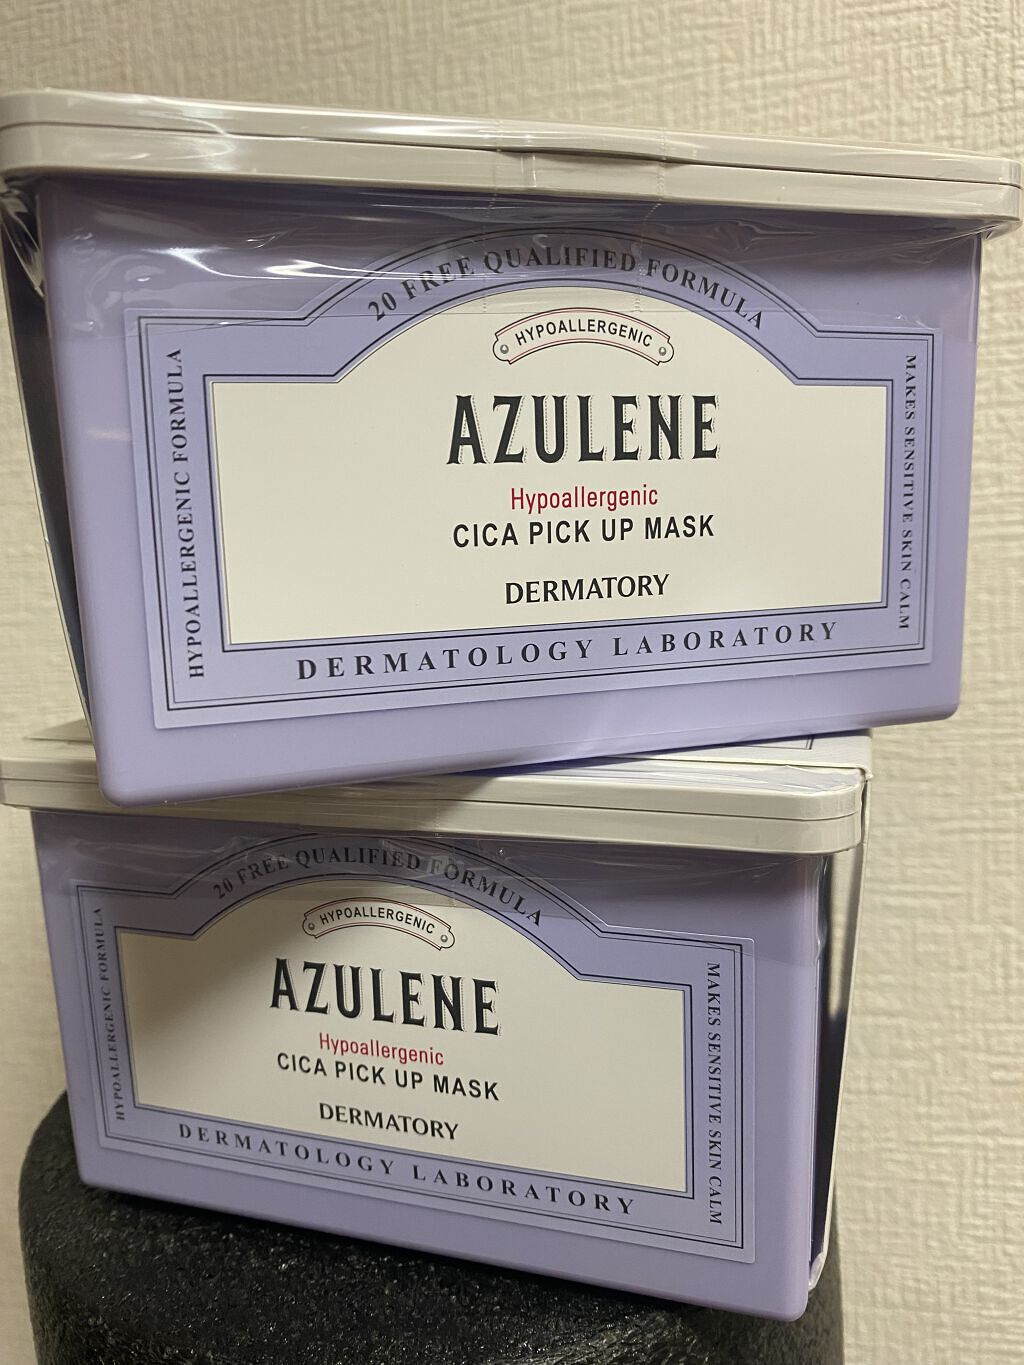 20 FREE QUALIFIED FORMULA
HYPOALLERGENIC
HYPOALLERGENIC FORMULA
AZULENE
Hypoallergenic
CICA PICK UP MASK
DERMATORY
MAKES SENSITIVE SKIN CALM
DERMATOLOGY LABORATORY
20 FREE QUALIFIED FORMULA
HYPOALLERGENIC
HYPOALLERGENIC FORMULA
AZULENE
Hypoallergenic
CICA PICK UP MASK
DERMATORY
MAKES SENSITIVE SKIN CALM
DERMATOLOGY LABORATORY